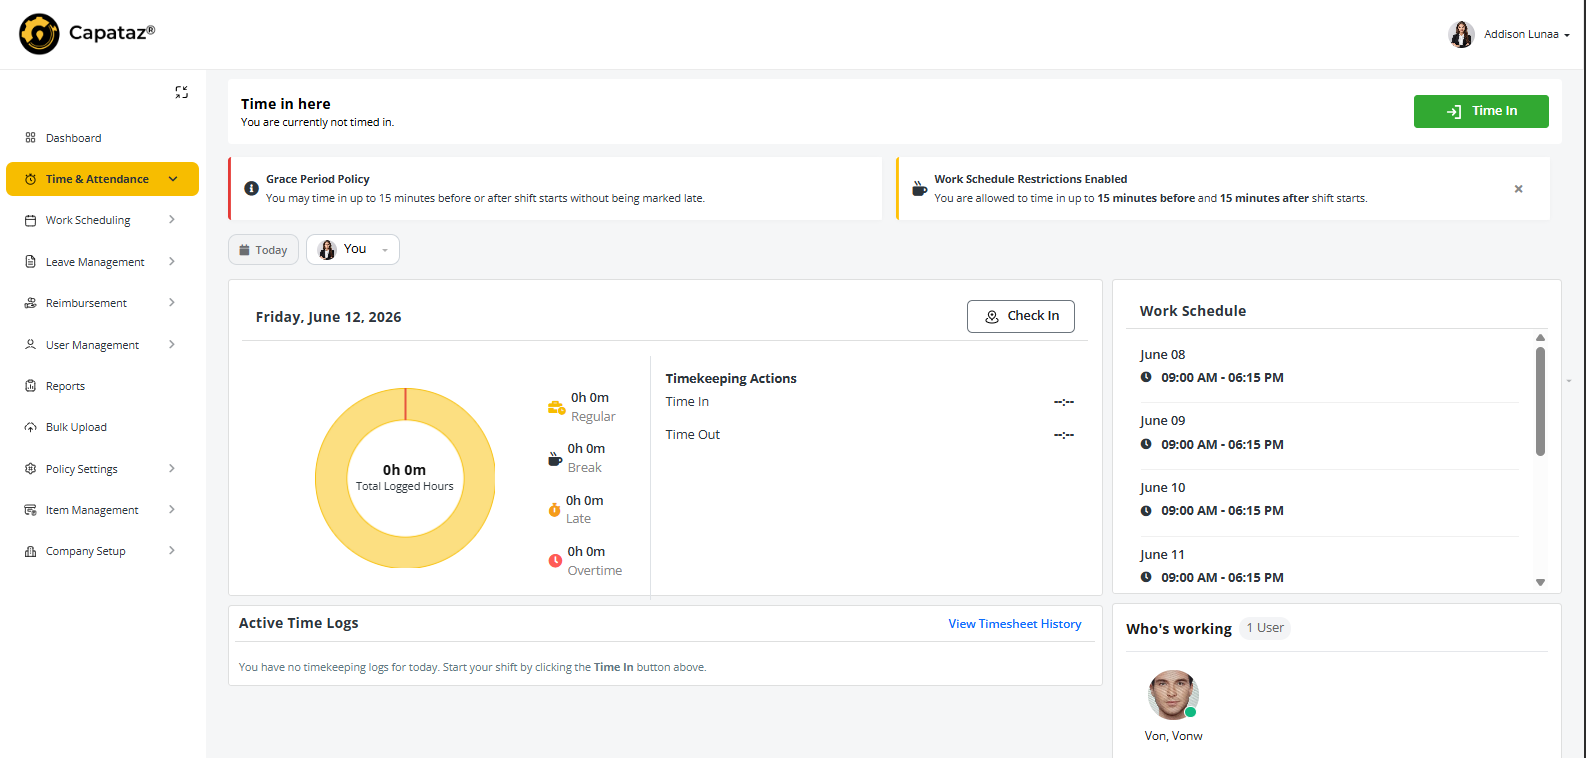 Capataz®
Addison Lunaa
Dashboard
Time & Attendance
Work Scheduling
Leave Management
Reimbursement
User Management
Reports
Bulk Upload
Policy Settings
Item Management
Company Setup
Time in here
You are currently not timed in.
Time In
Grace Period Policy
You may time in up to 15 minutes before or after shift starts without being marked late.
Work Schedule Restrictions Enabled
You are allowed to time in up to 15 minutes before and 15 minutes after shift starts.
Today
You
Friday, June 12, 2026
Check In
0h 0m
Total Logged Hours
0h 0m
Regular
0h 0m
Break
0h 0m
Late
0h 0m
Overtime
Timekeeping Actions
Time In --:--
Time Out --:--
Work Schedule
June 08
09:00 AM - 06:15 PM
June 09
09:00 AM - 06:15 PM
June 10
09:00 AM - 06:15 PM
June 11
09:00 AM - 06:15 PM
Active Time Logs
View Timesheet History
You have no timekeeping logs for today. Start your shift by clicking the Time In button above.
Who's working 1 User
Von, Vonw